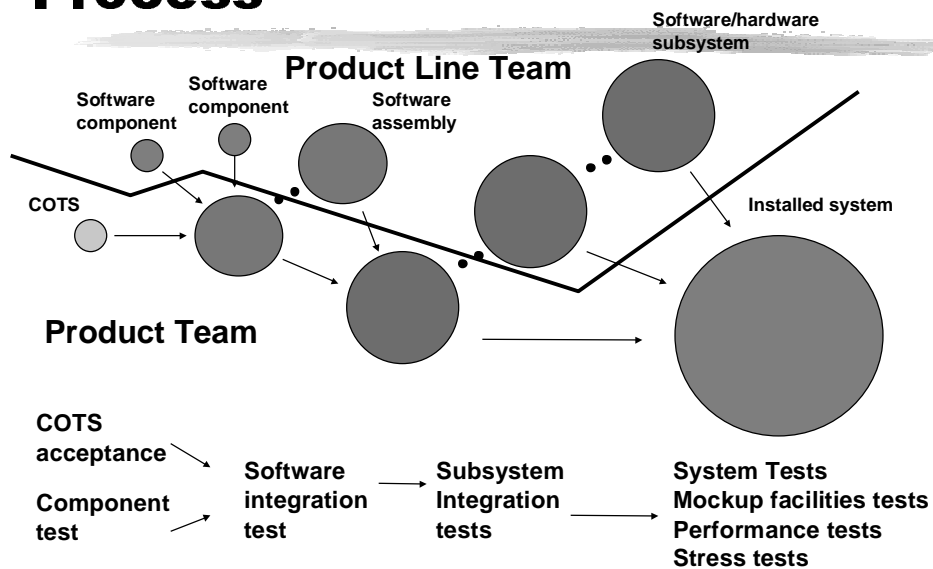 Process
Software/hardware
subsystem
Product Line Team
Software
component
Software
component
Software
assembly
COTS
Installed system
Product Team
COTS
acceptance
Component
test
Software
integration
test
Subsystem
Integration
tests
System Tests
Mockup facilities tests
Performance tests
Stress tests